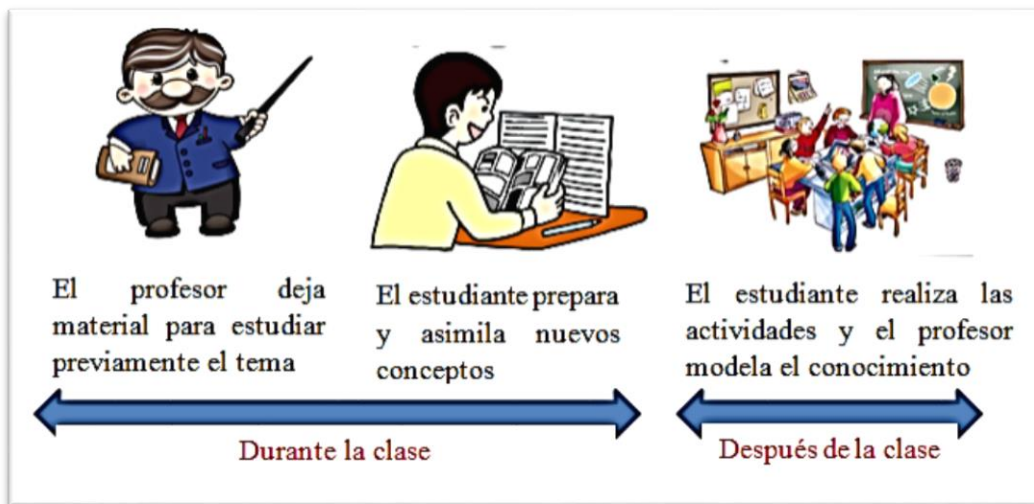 El profesor deja
material para estudiar
previamente el tema
El estudiante prepara
y asimila nuevos
conceptos
El estudiante realiza las
actividades y el profesor
modela el conocimiento
Durante la clase
Después de la clase